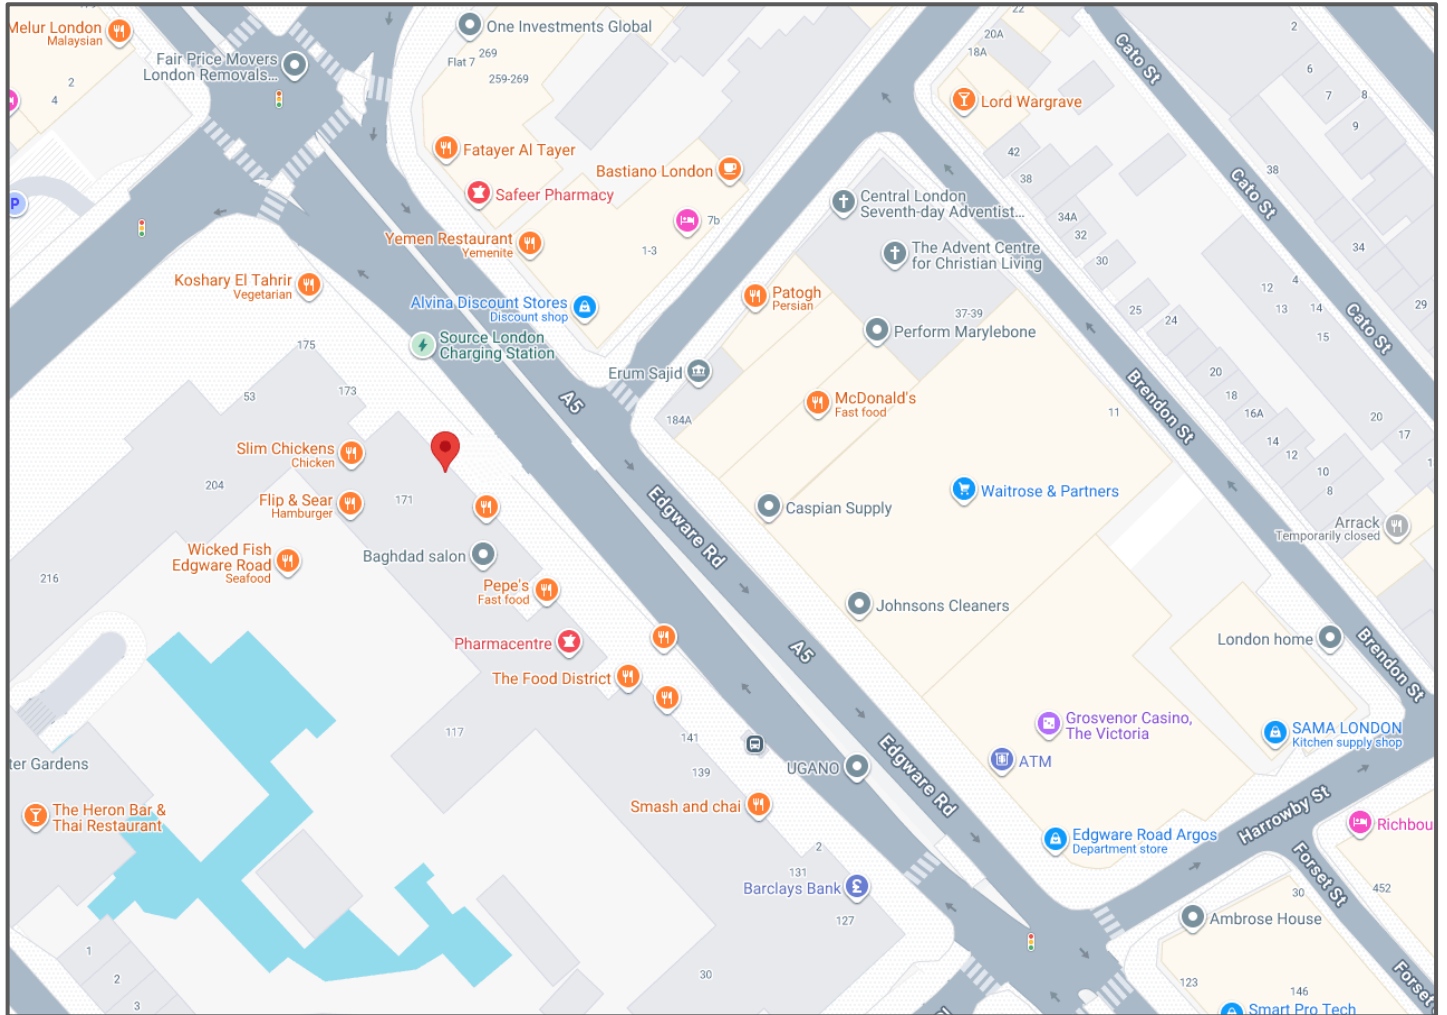 Melur London
Malaysian
2
4
Fair Price Movers
London Removals...
One Investments Global
Flat 7
269
259-269
Fatayer Al Tayer
Safeer Pharmacy
Bastiano London
7b
1-3
Yemen Restaurant
Yemenite
Koshary El Tahrir
Vegetarian
Alvina Discount Stores
Discount shop
Source London
Charging Station
P
22
20A
18A
Lord Wargrave
42
38
34A
32
30
25
24
Cato St
2
6
7
8
9
38
Cato St
34
4
12
13
14
15
29
Cato St
Central London
Seventh-day Adventist...
The Advent Centre
for Christian Living
Patogh
Persian
37-39
Perform Marylebone
Erum Sajid
184A
McDonald's
Fast food
11
Brendon St
20
18
16A
14
12
10
8
20
17
Waitrose & Partners
Caspian Supply
Arrack
Temporarily closed
A5
Edgware Rd
175
173
53
Slim Chickens
Chicken
204
171
Flip & Sear
Hamburger
Wicked Fish
Edgware Road
Seafood
216
Baghdad salon
Pepe's
Fast food
Pharmacentre
The Food District
117
141
139
Johnsons Cleaners
A5
London home
Brendon St
Grosvenor Casino,
The Victoria
ATM
SAMA LONDON
Kitchen supply shop
UGANO
Edgware Rd
Smash and chai
2
131
Barclays Bank
£
127
Edgware Road Argos
Department store
Harrowby St
Richbou
Forset St
452
30
Ambrose House
123
146
Smart Pro Tech
Forset
ter Gardens
The Heron Bar &
Thai Restaurant
1
2
3
30